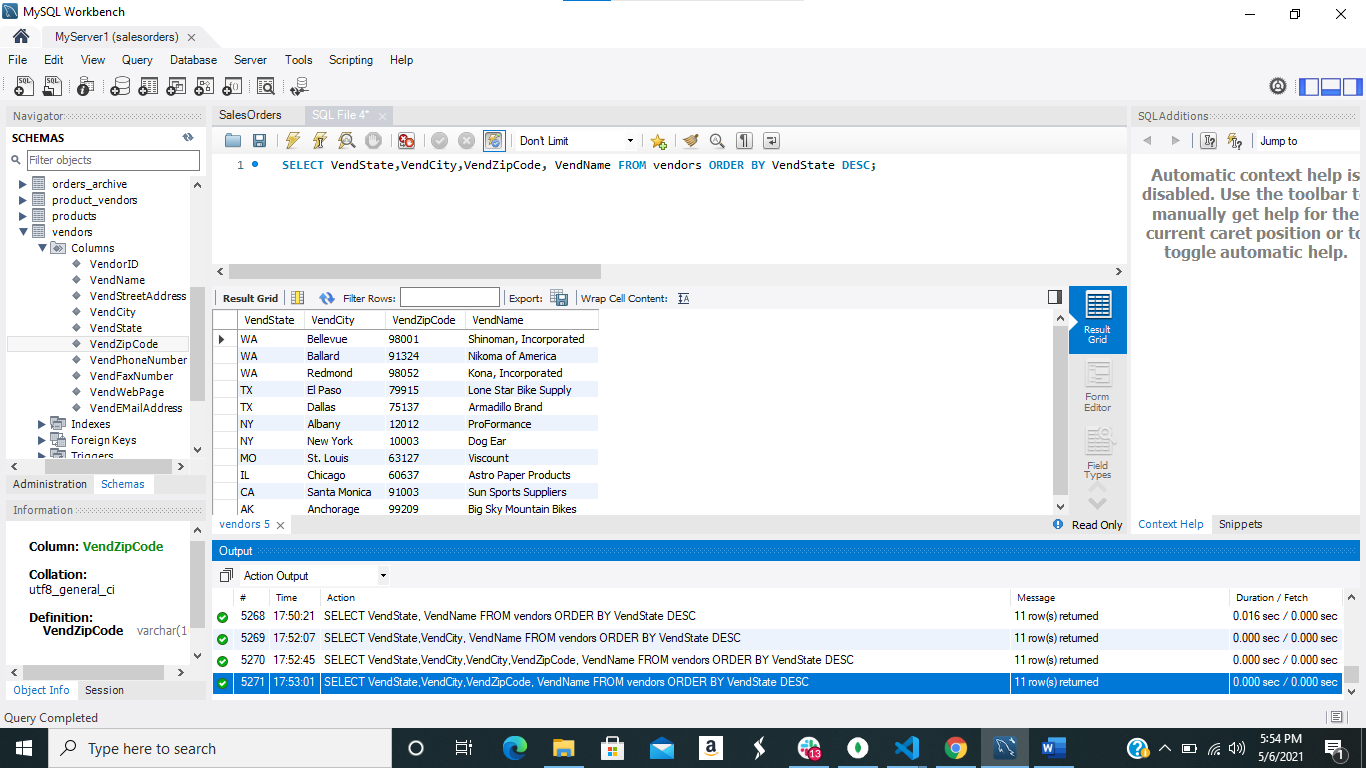 MySQL Workbench
MyServer1 (salesorders)
File Edit View Query Database Server Tools Scripting Help
Navigator
SCHEMAS
Filter objects
orders_archive
product_vendors
products
vendors
Columns
VendorID
VendName
VendStreetAddress
VendCity
VendState
VendZipCode
VendPhoneNumber
VendFaxNumber
VendWebPage
VendEMailAddress
Indexes
Foreign Keys
Triggers
Administration Schemas
Information
Column: VendZipCode
Collation:
utf8_general_ci
Definition:
VendZipCode varchar(1
Object Info Session
Query Completed
SalesOrders SQL File 4*
Don't Limit
1 SELECT VendState,VendCity,VendZipCode, VendName FROM vendors ORDER BY VendState DESC;
Result Grid Filter Rows: Export: Wrap Cell Content:
VendState VendCity VendZipCode VendName
WA Bellevue 98001 Shinoman, Incorporated
WA Ballard 91324 Nikoma of America
WA Redmond 98052 Kona, Incorporated
TX El Paso 79915 Lone Star Bike Supply
TX Dallas 75137 Armadillo Brand
NY Albany 12012 ProFormance
NY New York 10003 Dog Ear
MO St. Louis 63127 Viscount
IL Chicago 60637 Astro Paper Products
CA Santa Monica 91003 Sun Sports Suppliers
AK Anchorage 99209 Big Sky Mountain Bikes
Result
Grid
Form
Editor
Field
Types
vendors 5
Read Only
SQLAdditions
Jump to
Automatic context help is
disabled. Use the toolbar t
manually get help for the
current caret position or to
toggle automatic help.
Context Help Snippets
Output
Action Output
# Time Action Message Duration / Fetch
5268 17:50:21 SELECT VendState, VendName FROM vendors ORDER BY VendState DESC 11 row(s) returned 0.016 sec / 0.000 sec
5269 17:52:07 SELECT VendState,VendCity, VendName FROM vendors ORDER BY VendState DESC 11 row(s) returned 0.000 sec / 0.000 sec
5270 17:52:45 SELECT VendState,VendCity,VendCity,VendZipCode, VendName FROM vendors ORDER BY VendState DESC 11 row(s) returned 0.000 sec / 0.000 sec
5271 17:53:01 SELECT VendState,VendCity,VendZipCode, VendName FROM vendors ORDER BY VendState DESC 11 row(s) returned 0.000 sec / 0.000 sec
Type here to search
13
5:54 PM
5/6/2021
1